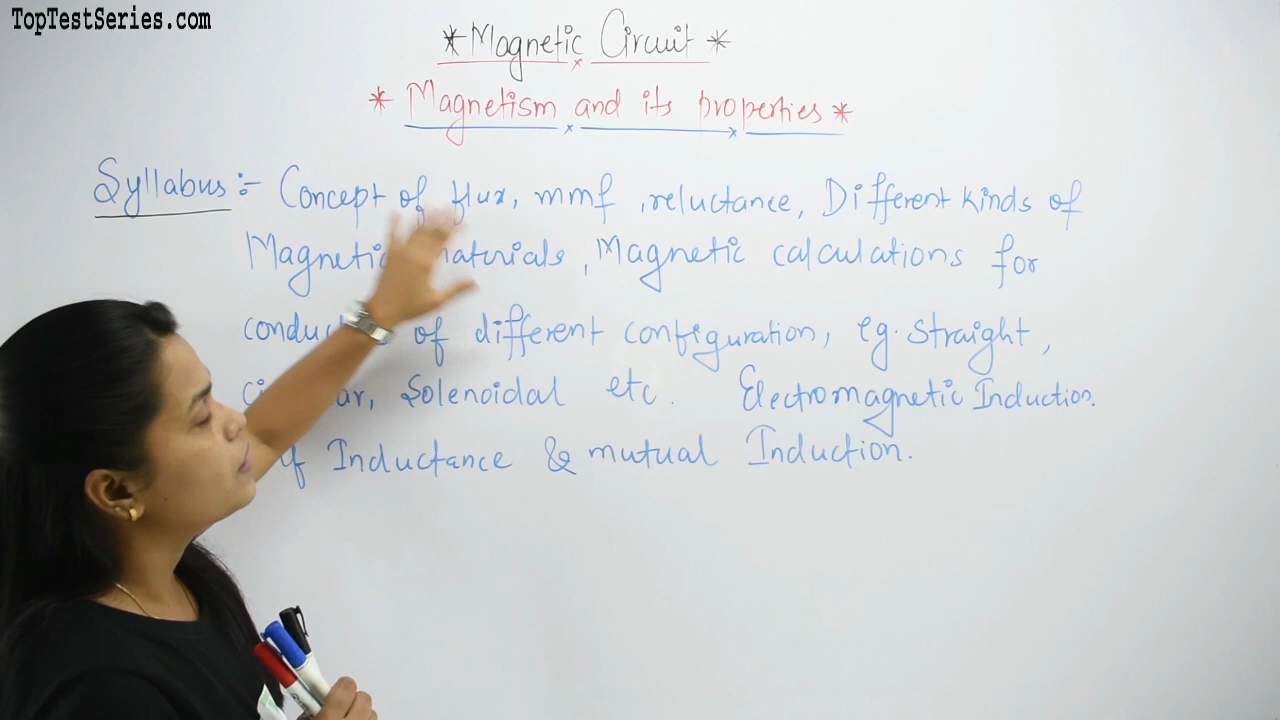 TopTestSeries.com
*Magnetic Circuit*
* Magnetism and its properties *
Syllabus :- Concept of flux, mmf, reluctance, Different kinds of
Magnetic materials, Magnetic calculations for
of different configuration, eg. Straight,
Solenoidal etc. Electromagnetic Induction.
Inductance & mutual Induction.